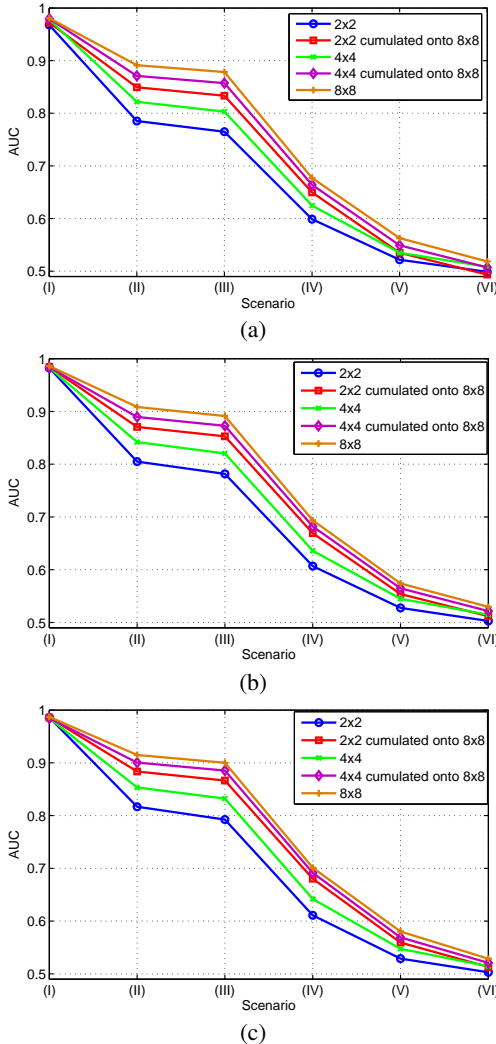 1
0.9
0.8
0.7
0.6
0.5
AUC
2x2
2x2 cumulated onto 8x8
4x4
4x4 cumulated onto 8x8
8x8
(I) (II) (III) (IV) (V) (VI)
Scenario
(a)
1
0.9
0.8
0.7
0.6
0.5
AUC
2x2
2x2 cumulated onto 8x8
4x4
4x4 cumulated onto 8x8
8x8
(I) (II) (III) (IV) (V) (VI)
Scenario
(b)
1
0.9
0.8
0.7
0.6
0.5
AUC
2x2
2x2 cumulated onto 8x8
4x4
4x4 cumulated onto 8x8
8x8
(I) (II) (III) (IV) (V) (VI)
Scenario
(c)